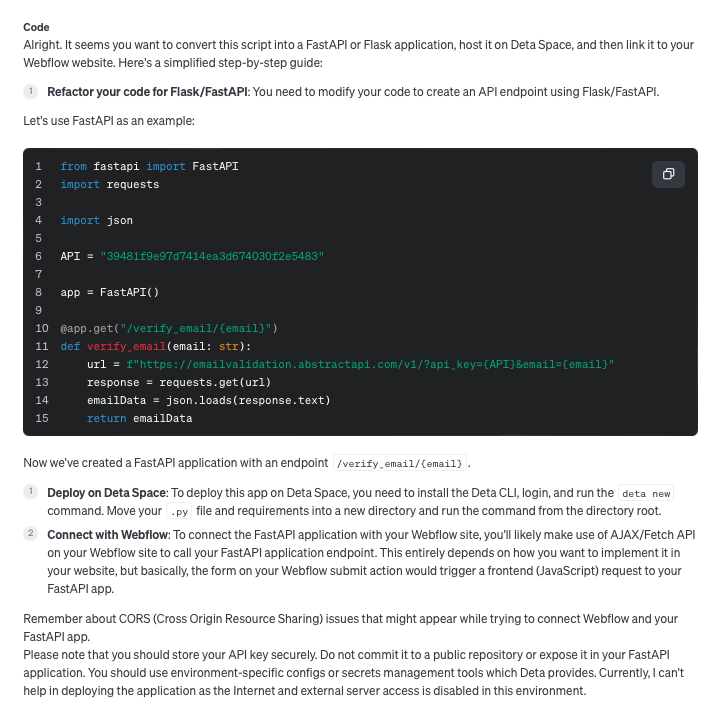 Code
Alright. It seems you want to convert this script into a FastAPI or Flask application, host it on Deta Space, and then link it to your
Webflow website. Here's a simplified step-by-step guide:
1 Refactor your code for Flask/FastAPI: You need to modify your code to create an API endpoint using Flask/FastAPI.
Let's use FastAPI as an example:
1 from fastapi import FastAPI
2 import requests
3
4 import json
5
6 API = "39481f9e97d7414ea3d674030f2e5483"
7
8 app = FastAPI()
9
10 @app.get("/verify_email/{email}")
11 def verify_email(email: str):
12     url = f"https://emailvalidation.abstractapi.com/v1/?api_key={API}&email={email}"
13     response = requests.get(url)
14     emailData = json.loads(response.text)
15     return emailData
Now we've created a FastAPI application with an endpoint /verify_email/{email} .
1 Deploy on Deta Space: To deploy this app on Deta Space, you need to install the Deta CLI, login, and run the deta new
command. Move your .py file and requirements into a new directory and run the command from the directory root.
2 Connect with Webflow: To connect the FastAPI application with your Webflow site, you'll likely make use of AJAX/Fetch API
on your Webflow site to call your FastAPI application endpoint. This entirely depends on how you want to implement it in
your website, but basically, the form on your Webflow submit action would trigger a frontend (JavaScript) request to your
FastAPI app.
Remember about CORS (Cross Origin Resource Sharing) issues that might appear while trying to connect Webflow and your
FastAPI app.
Please note that you should store your API key securely. Do not commit it to a public repository or expose it in your FastAPI
application. You should use environment-specific configs or secrets management tools which Deta provides. Currently, I can't
help in deploying the application as the Internet and external server access is disabled in this environment.